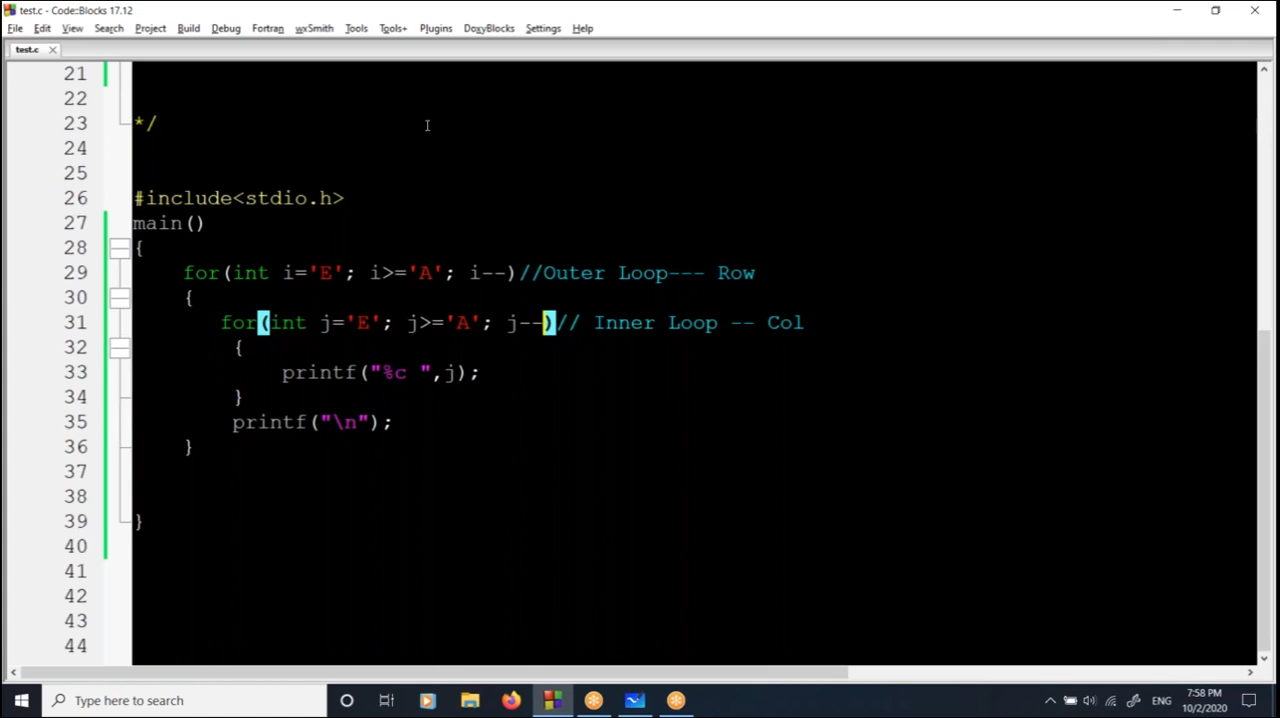 test.c - Code::Blocks 17.12
File Edit View Search Project Build Debug Fortran wxSmith Tools Tools+ Plugins DoxyBlocks Settings Help
test.c
21
22
23 */
24
25
26 #include<stdio.h>
27 main()
28 {
29 for(int i='E'; i>='A'; i--)//Outer Loop--- Row
30 {
31 for(int j='E'; j>='A'; j--)// Inner Loop -- Col
32 {
33 printf("%c ",j);
34 }
35 printf("\n");
36 }
37
38
39 }
40
41
42
43
44
Type here to search
ENG
7:58 PM
10/2/2020